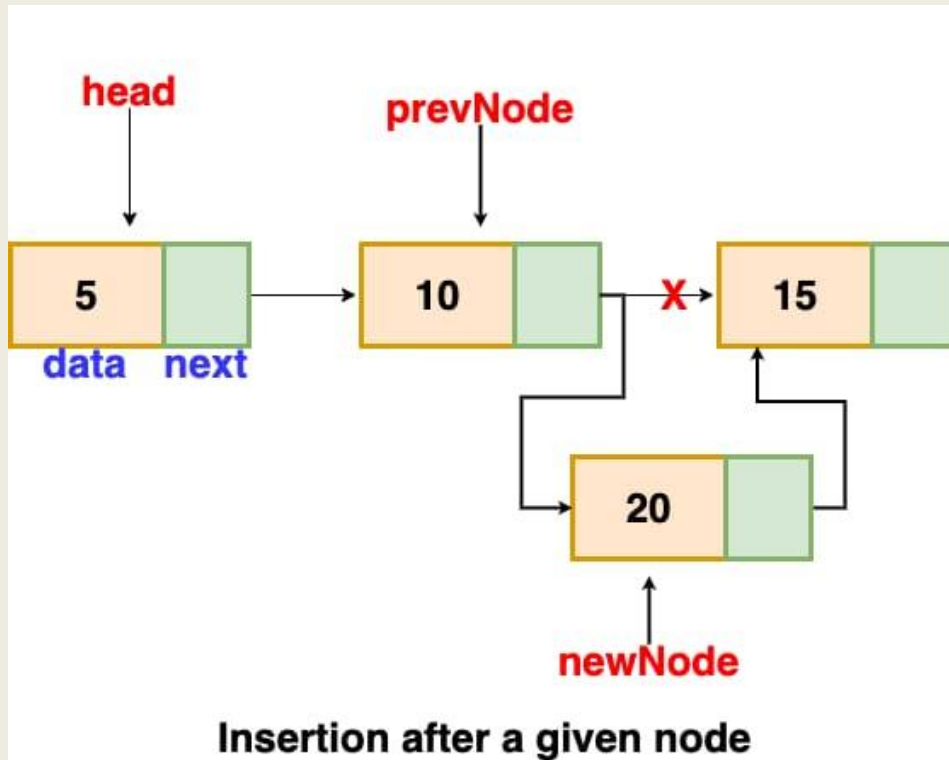 head
prevNode
5
10
X
15
data next
20
newNode
Insertion after a given node